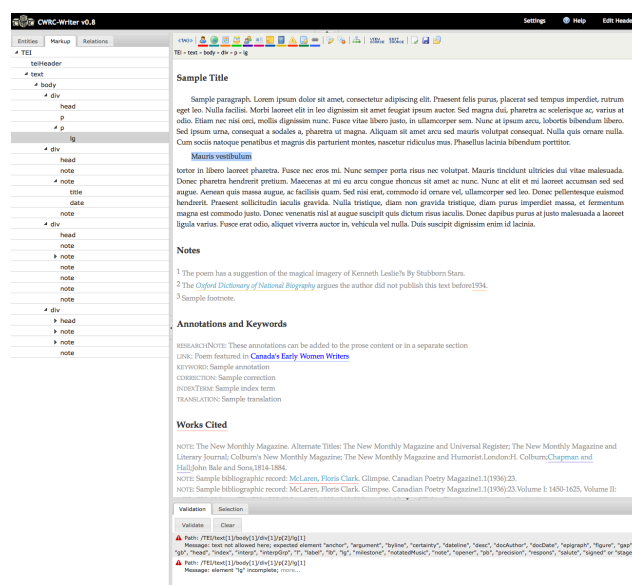 CWRC-Writer v0.8
Settings
Help
Edit Heade
Entities
Markup
Relations
TEI
teiHeader
text
body
div
head
p
p
lg
div
head
note
note
title
date
note
div
head
note
note
note
note
note
note
div
head
note
note
note
<TAG>
VIEW SOURCE
EDIT SOURCE
TEI > text > body > div > p > lg
Sample Title
Sample paragraph. Lorem ipsum dolor sit amet, consectetur adipiscing elit. Praesent felis purus, placerat sed tempus imperdiet, rutrum
eget leo. Nulla facilisi. Morbi laoreet elit in leo dignissim sit amet feugiat ipsum auctor. Sed magna dui, pharetra ac scelerisque ac, varius at
odio. Etiam nec nisi orci, mollis dignissim nunc. Fusce vitae libero justo, in ullamcorper sem. Nunc at ipsum arcu, lobortis bibendum libero.
Sed ipsum urna, consequat a sodales a, pharetra ut magna. Aliquam sit amet arcu sed mauris volutpat consequat. Nulla quis ornare nulla.
Cum sociis natoque penatibus et magnis dis parturient montes, nascetur ridiculus mus. Phasellus lacinia bibendum porttitor.
Mauris vestibulum
tortor in libero laoreet pharetra. Fusce nec eros mi. Nunc semper porta risus nec volutpat. Mauris tincidunt ultricies dui vitae malesuada.
Donec pharetra hendrerit pretium. Maecenas at mi eu arcu congue rhoncus sit amet ac nunc. Nunc at elit et mi laoreet accumsan sed sed
augue. Aenean quis massa augue, ac facilisis quam. Sed nisi erat, commodo id ornare vel, ullamcorper sed leo. Donec pellentesque euismod
hendrerit. Praesent sollicitudin iaculis gravida. Nulla tristique, diam non gravida tristique, diam purus imperdiet massa, et fermentum
magna est commodo justo. Donec venenatis nisl at augue suscipit quis dictum risus iaculis. Donec dapibus purus at justo malesuada a laoreet
ligula varius. Fusce erat odio, aliquet viverra auctor in, vehicula vel nulla. Duis suscipit dignissim enim id lacinia.
Notes
1 The poem has a suggestion of the magical imagery of Kenneth Leslie?s By Stubborn Stars.
2 The Oxford Dictionary of National Biography argues the author did not publish this text before1934.
3 Sample footnote.
Annotations and Keywords
RESEARCHNOTE: These annotations can be added to the prose content or in a separate section
LINK: Poem featured in Canada's Early Women Writers
KEYWORD: Sample annotation
CORRECTION: Sample correction
INDEXTERM: Sample index term
TRANSLATION: Sample translation
Works Cited
NOTE: The New Monthly Magazine. Alternate Titles: The New Monthly Magazine and Universal Register; The New Monthly Magazine and
Literary Journal; Colburn's New Monthly Magazine; The New Monthly Magazine and Humorist.London:H. Colburn;Chapman and
Hall;John Bale and Sons,1814-1884.
NOTE: Sample bibliographic record: McLaren, Floris Clark. Glimpse. Canadian Poetry Magazine1.1(1936):23.
NOTE: Sample bibliographic record: McLaren, Floris Clark. Glimpse. Canadian Poetry Magazine1.1(1936):23.Volume I: 1450-1625, Volume II:
Validation
Selection
Validate
Clear
Path: /TEI/text[1]/body[1]/div[1]/p[2]/lg[1]
Message: text not allowed here; expected element "anchor", "argument", "byline", "certainty", "dateline", "desc", "docAuthor", "docDate", "epigraph", "figure", "gap"
"gb", "head", "index", "interp", "interpGrp", "l", "label", "lb", "lg", "milestone", "notatedMusic", "note", "opener", "pb", "precision", "respons", "salute", "signed" or "stage
Path: /TEI/text[1]/body[1]/div[1]/p[2]/lg[1]
Message: element "lg" incomplete; more...